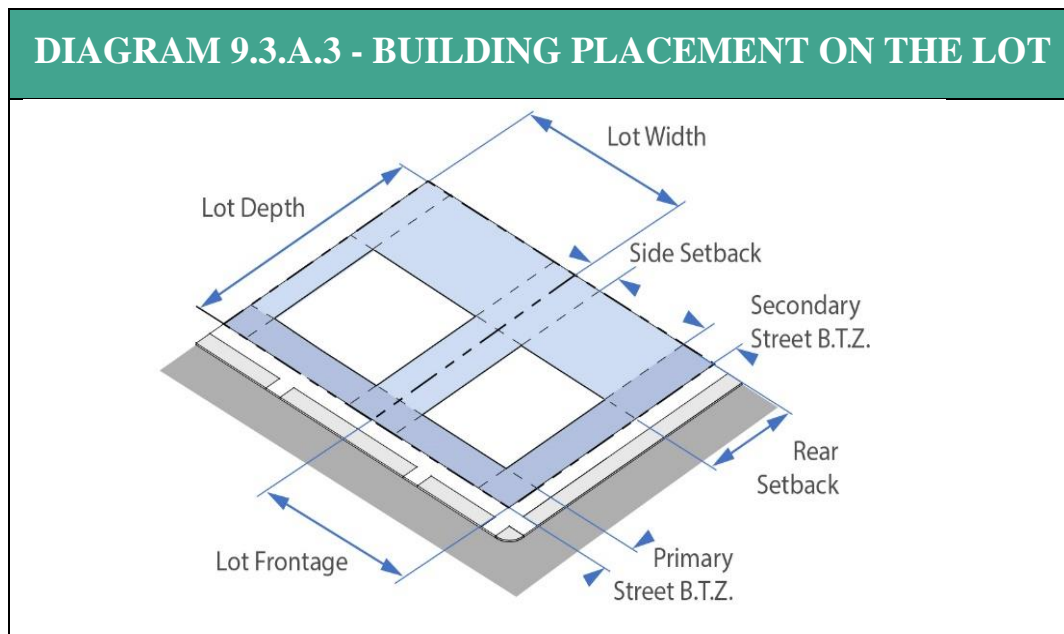 DIAGRAM 9.3.A.3 - BUILDING PLACEMENT ON THE LOT
Lot Width
Lot Depth
Side Setback
Secondary
Street B.T.Z.
Rear
Setback
Lot Frontage
Primary
Street B.T.Z.